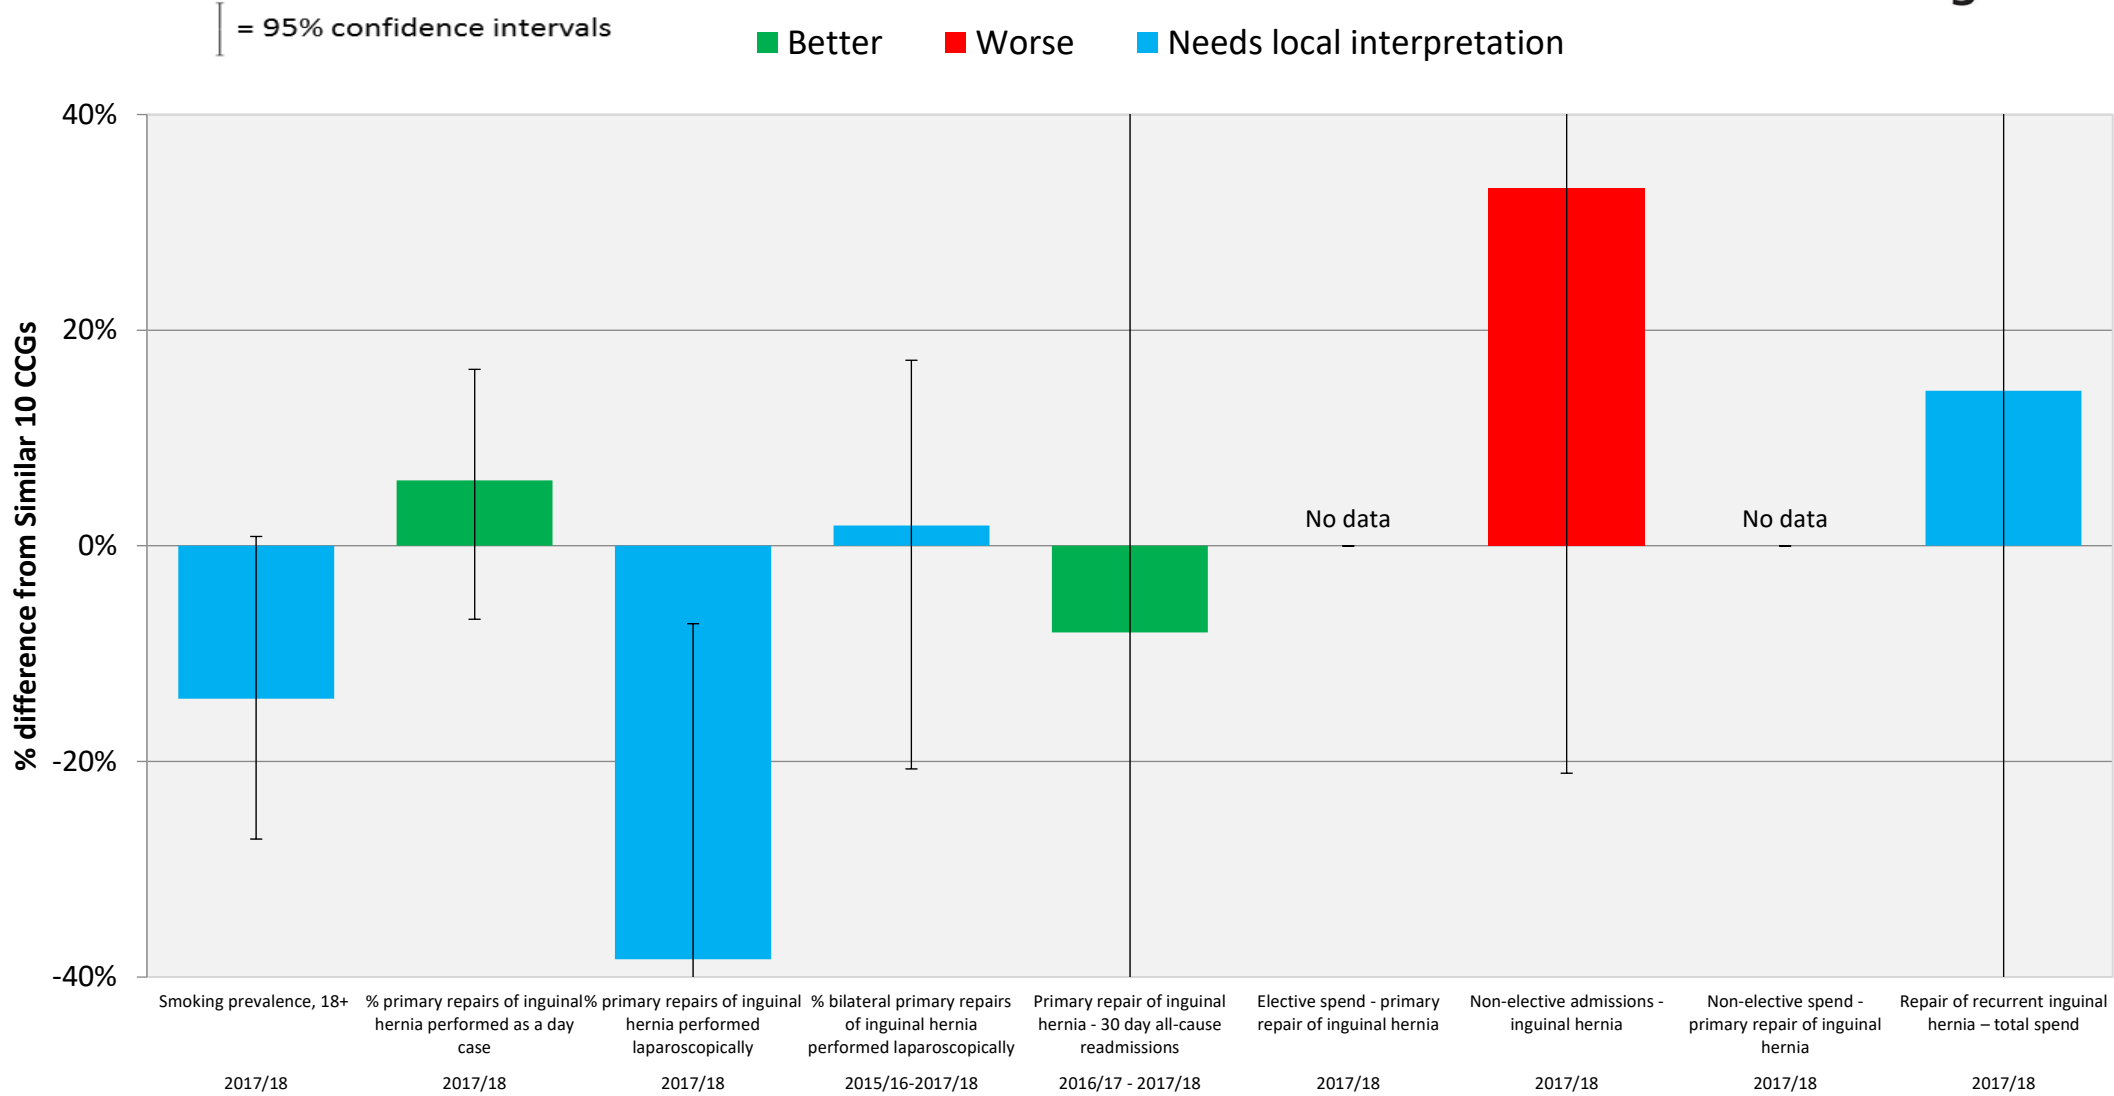 = 95% confidence intervals
Better
Worse
Needs local interpretation
40%
20%
0%
-20%
-40%
% difference from Similar 10 CCGs
No data
No data
Smoking prevalence, 18+
2017/18
% primary repairs of inguinal
hernia performed as a day
case
2017/18
% primary repairs of inguinal
hernia performed
laparoscopically
2017/18
% bilateral primary repairs
of inguinal hernia
performed laparoscopically
2015/16-2017/18
Primary repair of inguinal
hernia - 30 day all-cause
readmissions
2016/17 - 2017/18
Elective spend - primary
repair of inguinal hernia
2017/18
Non-elective admissions -
inguinal hernia
2017/18
Non-elective spend -
primary repair of inguinal
hernia
2017/18
Repair of recurrent inguinal
hernia – total spend
2017/18